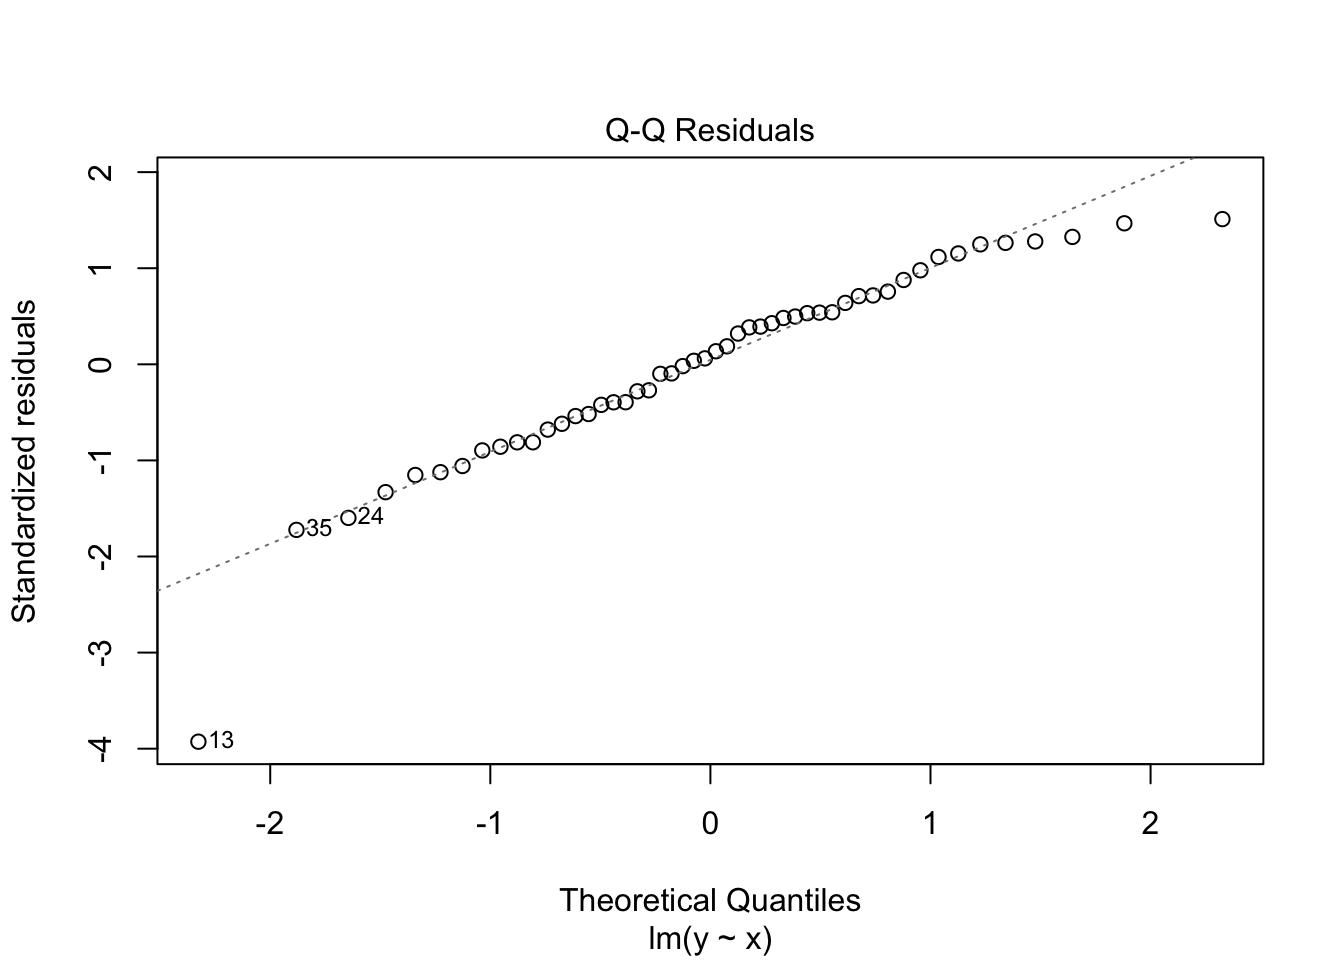 Q-Q Residuals
Standardized residuals
2
1
0
-1
-2
-3
-4
35
24
13
-2 -1 0 1 2
Theoretical Quantiles
lm(y ~ x)